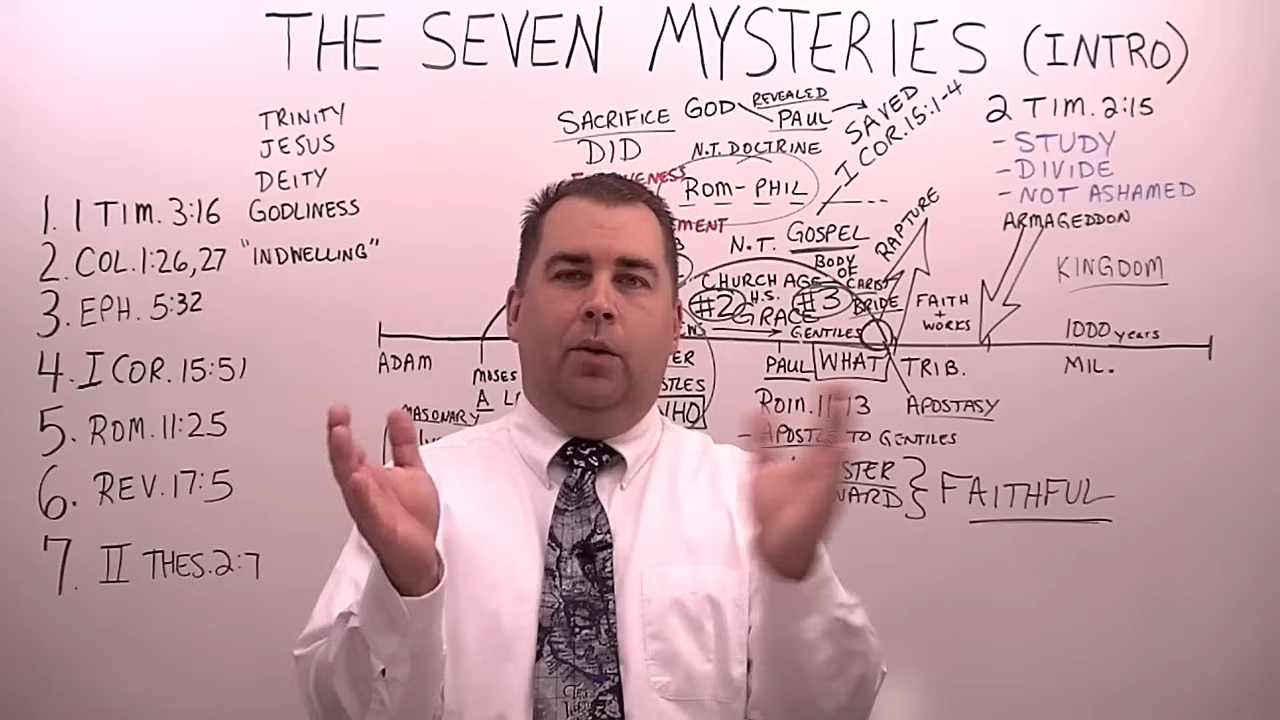 THE SEVEN MYSTERIES (INTRO)
TRINITY
JESUS
DEITY
GODLINESS
1. 1 TIM. 3:16
2. COL. 1:26,27 "INDWELLING"
3. EPH. 5:32
4. I COR. 15:51
5. ROM. 11:25
6. REV. 17:5
7. II THES. 2:7
SACRIFICE
DID
GOD
REVEALED
PAUL
SAVED
I COR. 15:1-4
N.T. DOCTRINE
ROM - PHIL
N.T. GOSPEL
BODY
OF
CHRIST
BRIDE
CHURCH AGE
#2
H.S.
#3
GRACE
GENTILES
RAPTURE
2 TIM. 2:15
- STUDY
- DIVIDE
- NOT ASHAMED
ARMAGEDDON
KINGDOM
FAITH
+
WORKS
1000 years
ADAM
MOSES
PAUL
WHAT
TRIB.
MIL.
MASONARY
WHO
ROM. 11:13
APOSTASY
- APOSTLE TO GENTILES
FAITHFUL